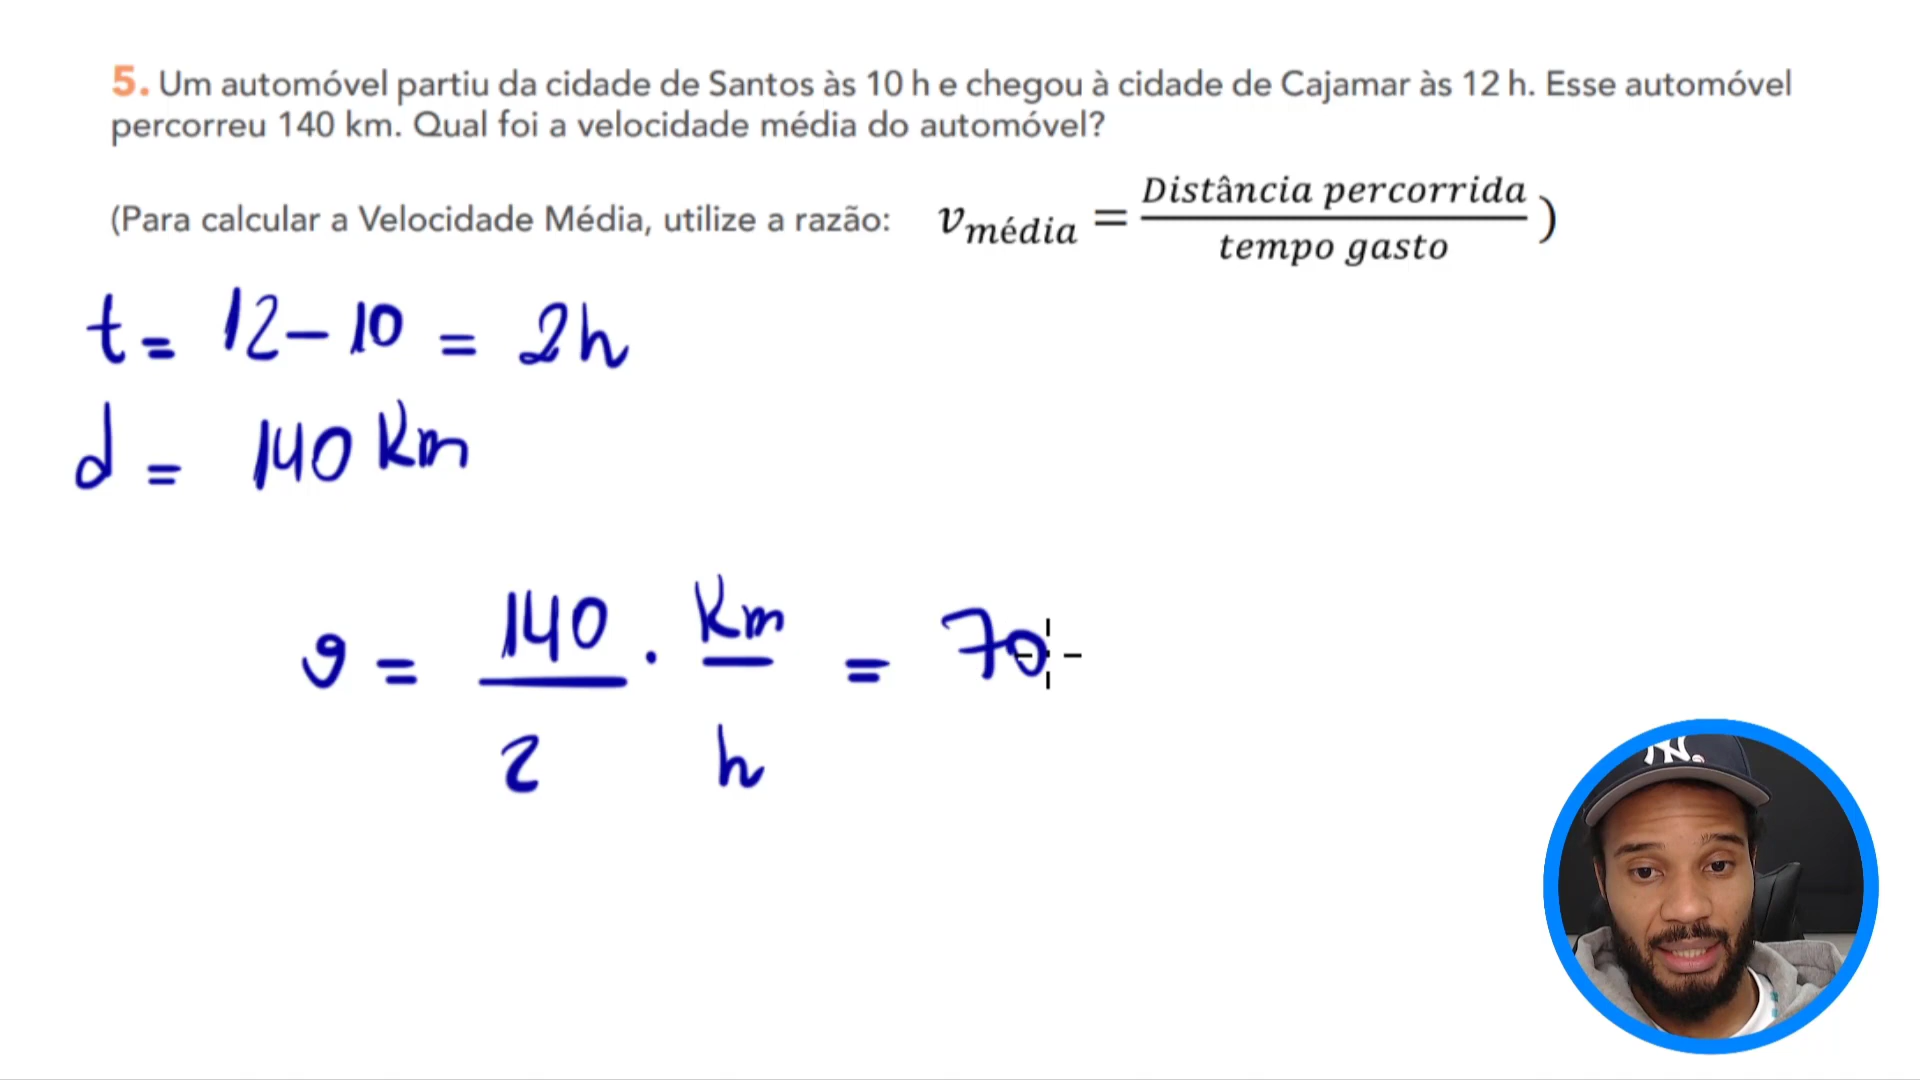 5. Um automóvel partiu da cidade de Santos às 10 h e chegou à cidade de Cajamar às 12 h. Esse automóvel
percorreu 140 km. Qual foi a velocidade média do automóvel?
(Para calcular a Velocidade Média, utilize a razão: v média = Distância percorrida / tempo gasto )
t = 12 - 10 = 2h
d = 140 Km
v = 140 / 2 . Km / h = 70
NY